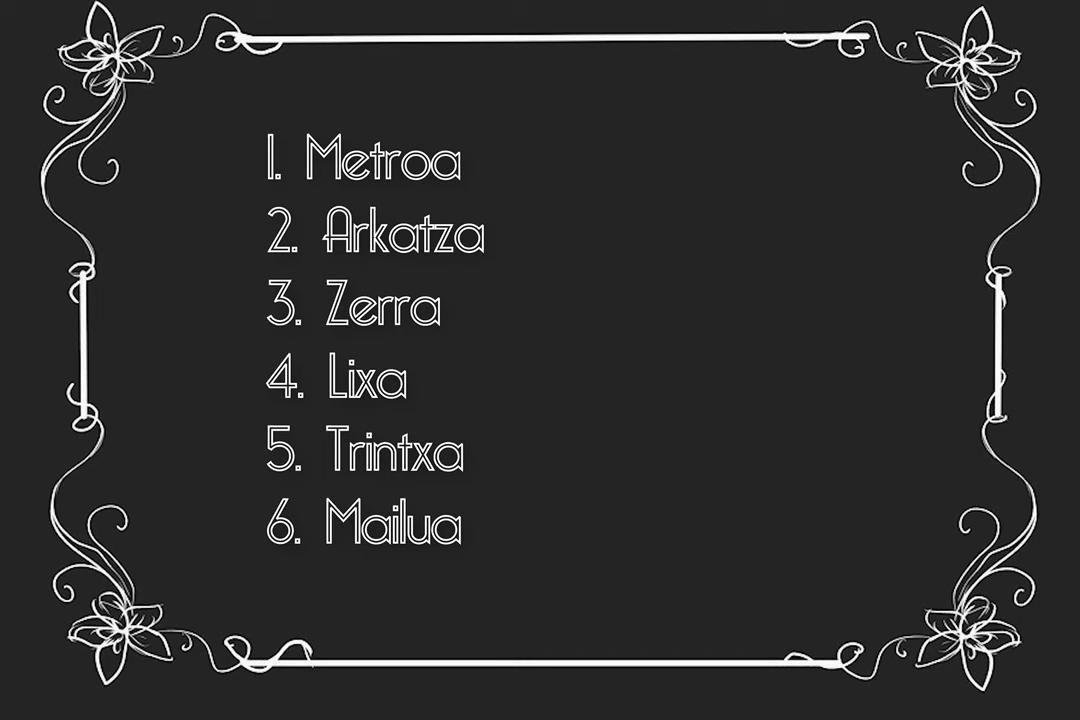 1. Metroa
2. Arkatza
3. Zerra
4. Lixa
5. Trintxa
6. Mailua